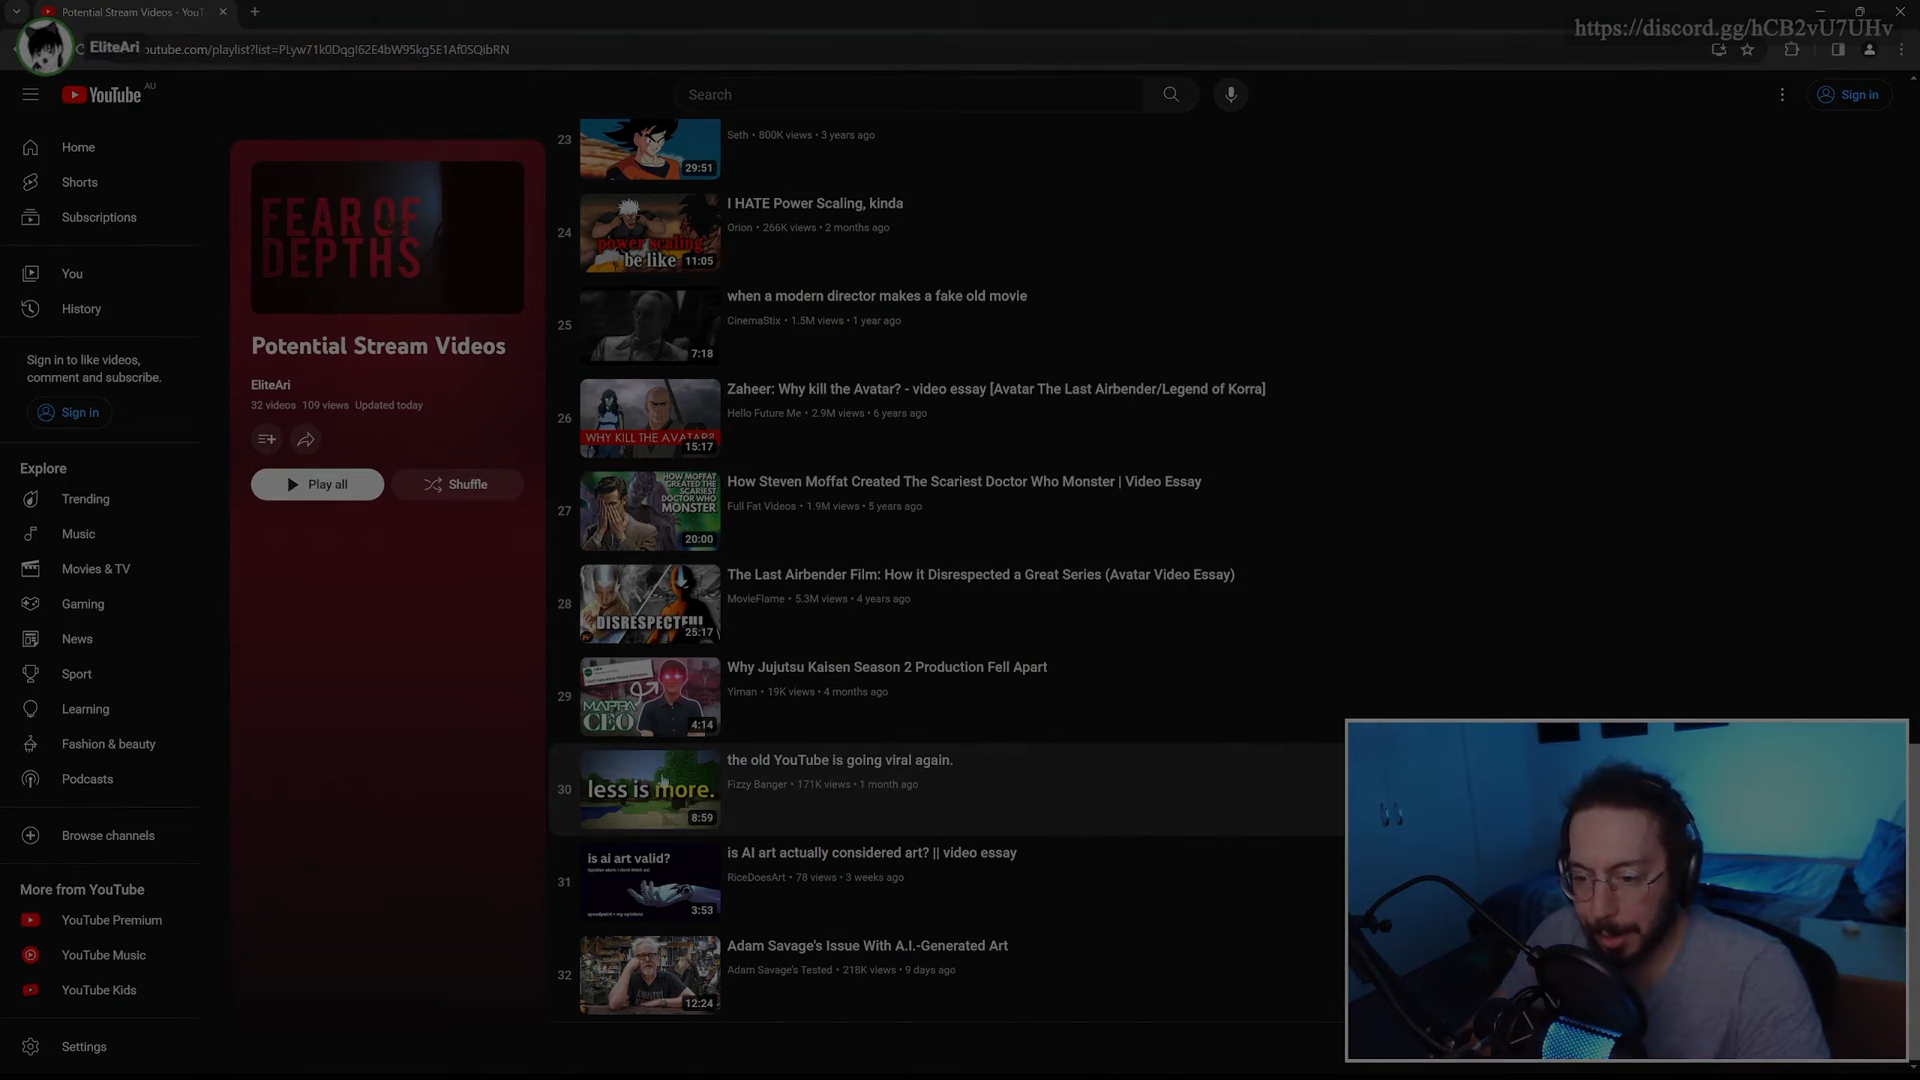 Potential Stream Videos - YouT
EliteAri
outube.com/playlist?list=PLyw71k0Dqgl62E4bW95kg5E1Af0SQibRN
https://discord.gg/hCB2vU7UHv
YouTube AU
Search
Sign in
Home
Shorts
Subscriptions
You
History
Sign in to like videos,
comment and subscribe.
Sign in
Explore
Trending
Music
Movies & TV
Gaming
News
Sport
Learning
Fashion & beauty
Podcasts
Browse channels
More from YouTube
YouTube Premium
YouTube Music
YouTube Kids
Settings
FEAR OF
DEPTHS
Potential Stream Videos
EliteAri
32 videos 109 views Updated today
Play all
Shuffle
23
29:51
Seth • 800K views • 3 years ago
24
power scaling
be like
11:05
I HATE Power Scaling, kinda
Orion • 266K views • 2 months ago
25
7:18
when a modern director makes a fake old movie
CinemaStix • 1.5M views • 1 year ago
26
WHY KILL THE AVATAR?
15:17
Zaheer: Why kill the Avatar? - video essay [Avatar The Last Airbender/Legend of Korra]
Hello Future Me • 2.9M views • 6 years ago
27
HOW MOFFAT
CREATED THE
SCARIEST
DOCTOR WHO
MONSTER
20:00
How Steven Moffat Created The Scariest Doctor Who Monster | Video Essay
Full Fat Videos • 1.9M views • 5 years ago
28
DISRESPECTFUL
25:17
The Last Airbender Film: How it Disrespected a Great Series (Avatar Video Essay)
MovieFlame • 5.3M views • 4 years ago
29
MAPPA
CEO
4:14
Why Jujutsu Kaisen Season 2 Production Fell Apart
Yiman • 19K views • 4 months ago
30
less is more.
8:59
the old YouTube is going viral again.
Fizzy Banger • 171K views • 1 month ago
31
is ai art valid?
3:53
is AI art actually considered art? || video essay
RiceDoesArt • 78 views • 3 weeks ago
32
12:24
Adam Savage's Issue With A.I.-Generated Art
Adam Savage's Tested • 218K views • 9 days ago